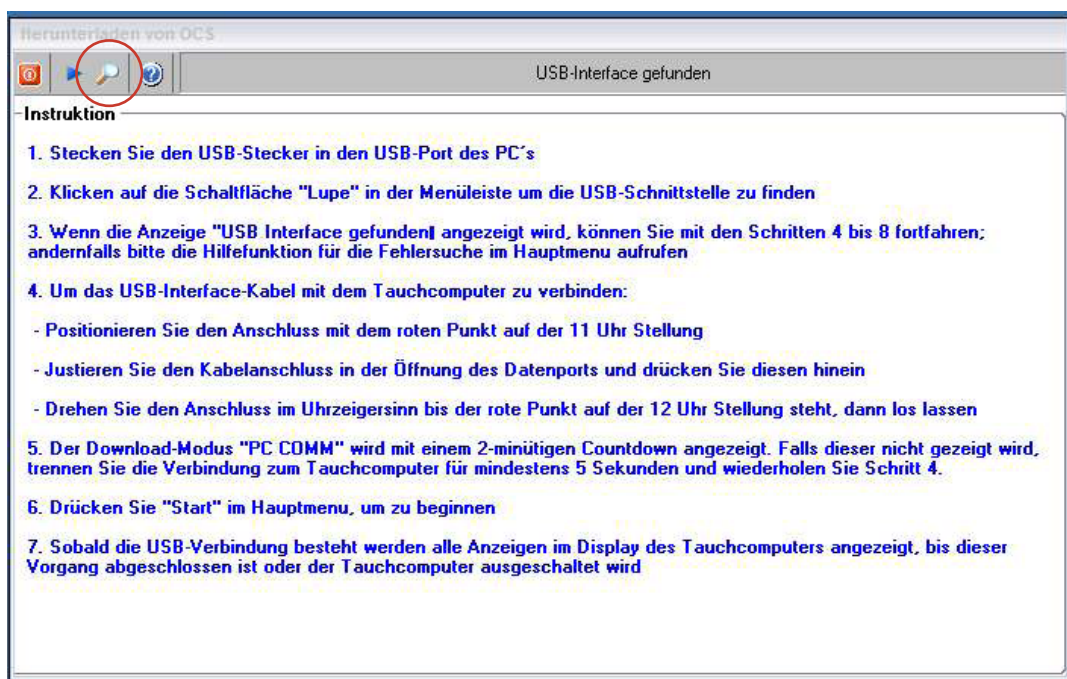 Herunterladen von OCS
USB-Interface gefunden
Instruktion
1. Stecken Sie den USB-Stecker in den USB-Port des PC´s
2. Klicken auf die Schaltfläche "Lupe" in der Menüleiste um die USB-Schnittstelle zu finden
3. Wenn die Anzeige "USB Interface gefunden| angezeigt wird, können Sie mit den Schritten 4 bis 8 fortfahren;
andernfalls bitte die Hilfefunktion für die Fehlersuche im Hauptmenu aufrufen
4. Um das USB-Interface-Kabel mit dem Tauchcomputer zu verbinden:
- Positionieren Sie den Anschluss mit dem roten Punkt auf der 11 Uhr Stellung
- Justieren Sie den Kabelanschluss in der Öffnung des Datenports und drücken Sie diesen hinein
- Drehen Sie den Anschluss im Uhrzeigersinn bis der rote Punkt auf der 12 Uhr Stellung steht, dann los lassen
5. Der Download-Modus "PC COMM" wird mit einem 2-minütigen Countdown angezeigt. Falls dieser nicht gezeigt wird,
trennen Sie die Verbindung zum Tauchcomputer für mindestens 5 Sekunden und wiederholen Sie Schritt 4.
6. Drücken Sie "Start" im Hauptmenu, um zu beginnen
7. Sobald die USB-Verbindung besteht werden alle Anzeigen im Display des Tauchcomputers angezeigt, bis dieser
Vorgang abgeschlossen ist oder der Tauchcomputer ausgeschaltet wird